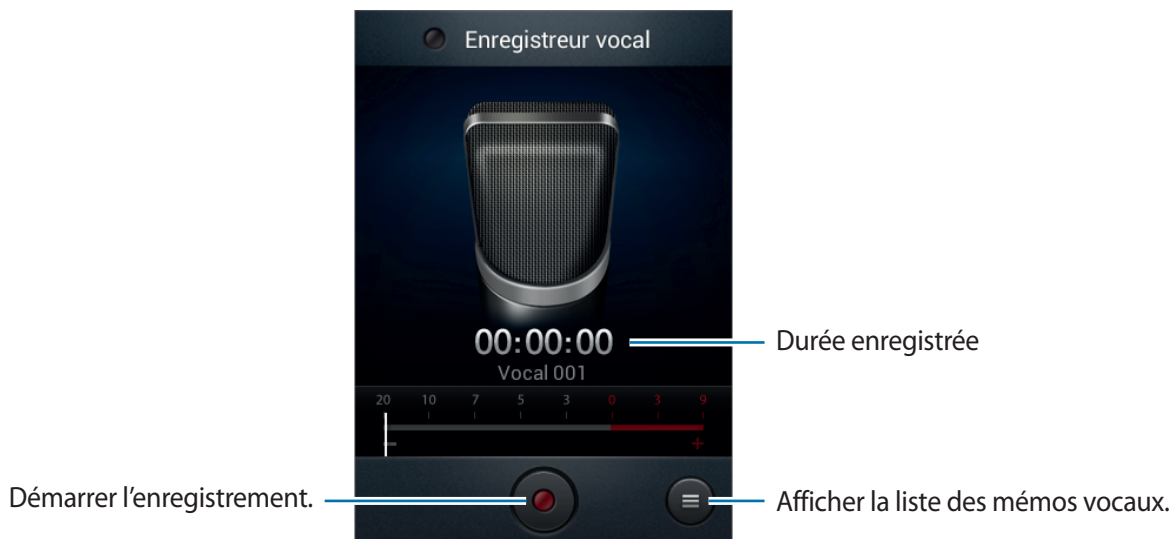 Enregistreur vocal
00:00:00
Durée enregistrée
Vocal 001
20 10 7 5 3 0 3 9
- +
Démarrer l’enregistrement.
Afficher la liste des mémos vocaux.